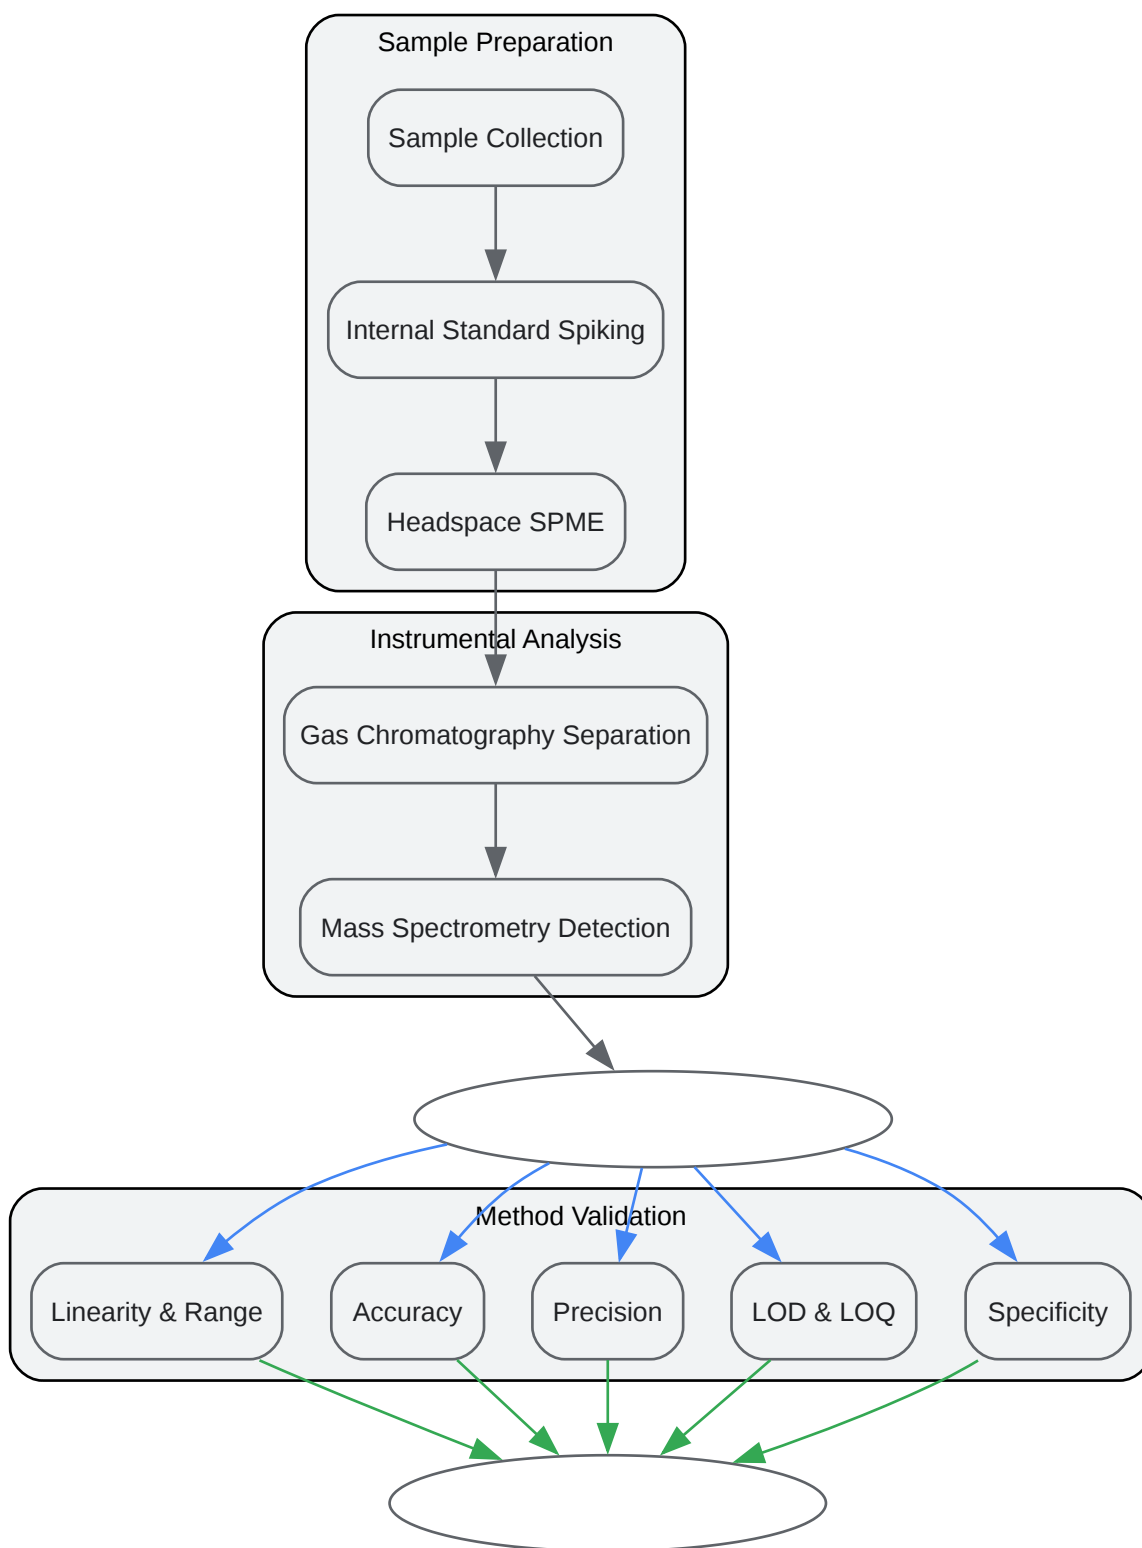 Sample Preparation
Sample Collection
Internal Standard Spiking
Headspace SPME
Instrumental Analysis
Gas Chromatography Separation
Mass Spectrometry Detection
Method Validation
Linearity & Range
Accuracy
Precision
LOD & LOQ
Specificity